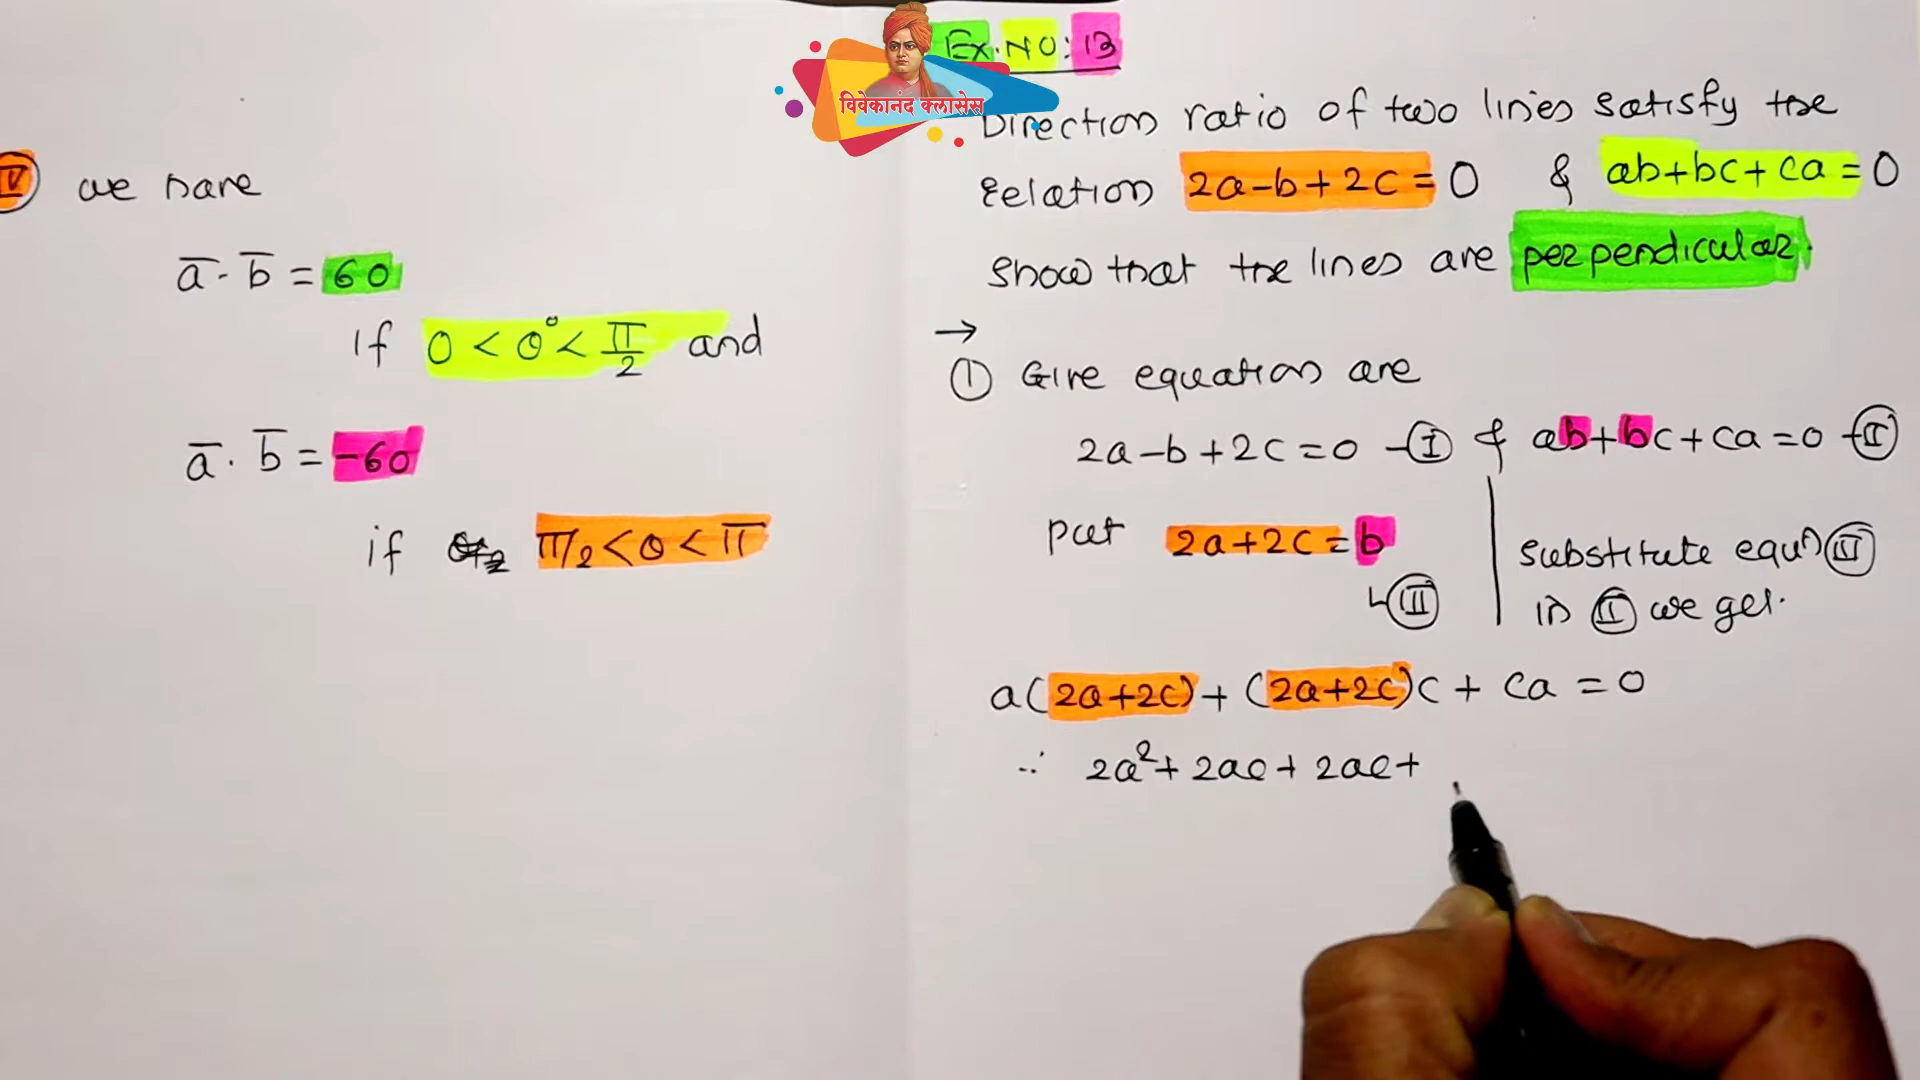 IV we have
a̅ · b̅ = 60
If 0 < θ° < π/2 and
a̅ · b̅ = -60
if π/2 < θ < π
विवेकानंद क्लासेस
Ex. NO: 13
Direction ratio of two lines satisfy the
relation 2a-b+2c=0 & ab+bc+ca=0
show that the lines are perpendicular.
→
① Give equation are
2a-b+2c=0 -Ⓘ & ab+bc+ca=0 -Ⓘ︎Ⓘ
put 2a+2c=b
↳ III
substitute equn III
in II we get.
a(2a+2c)+(2a+2c)c + ca = 0
∴ 2a²+2ac+2ac+